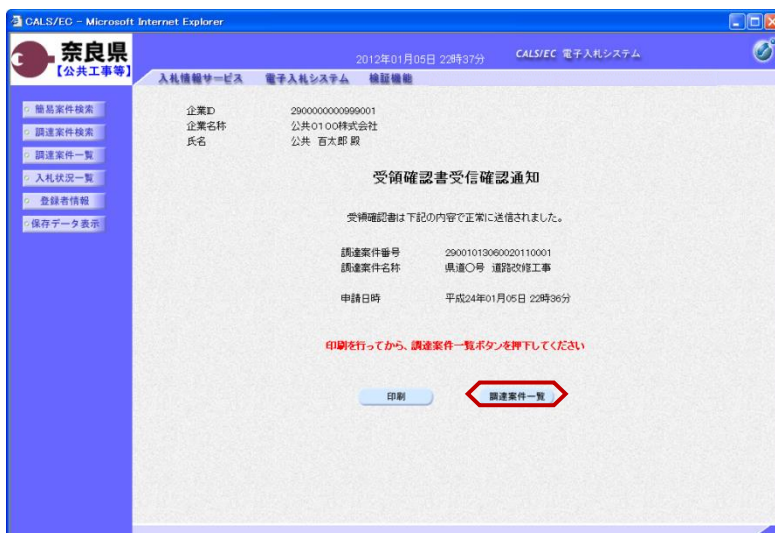 CALS/EC - Microsoft Internet Explorer
奈良県
【公共工事等】
2012年01月05日 22時37分
CALS/EC 電子入札システム
入札情報サービス 電子入札システム 検証機能
簡易案件検索
調達案件検索
調達案件一覧
入札状況一覧
登録者情報
保存データ表示
企業ID 2900000000999001
企業名称 公共0100株式会社
氏名 公共 百太郎 殿
受領確認書受信確認通知
受領確認書は下記の内容で正常に送信されました。
調達案件番号 29001013060020110001
調達案件名称 県道○号 道路改修工事
申請日時 平成24年01月05日 22時36分
印刷を行ってから、調達案件一覧ボタンを押下してください
印刷
調達案件一覧